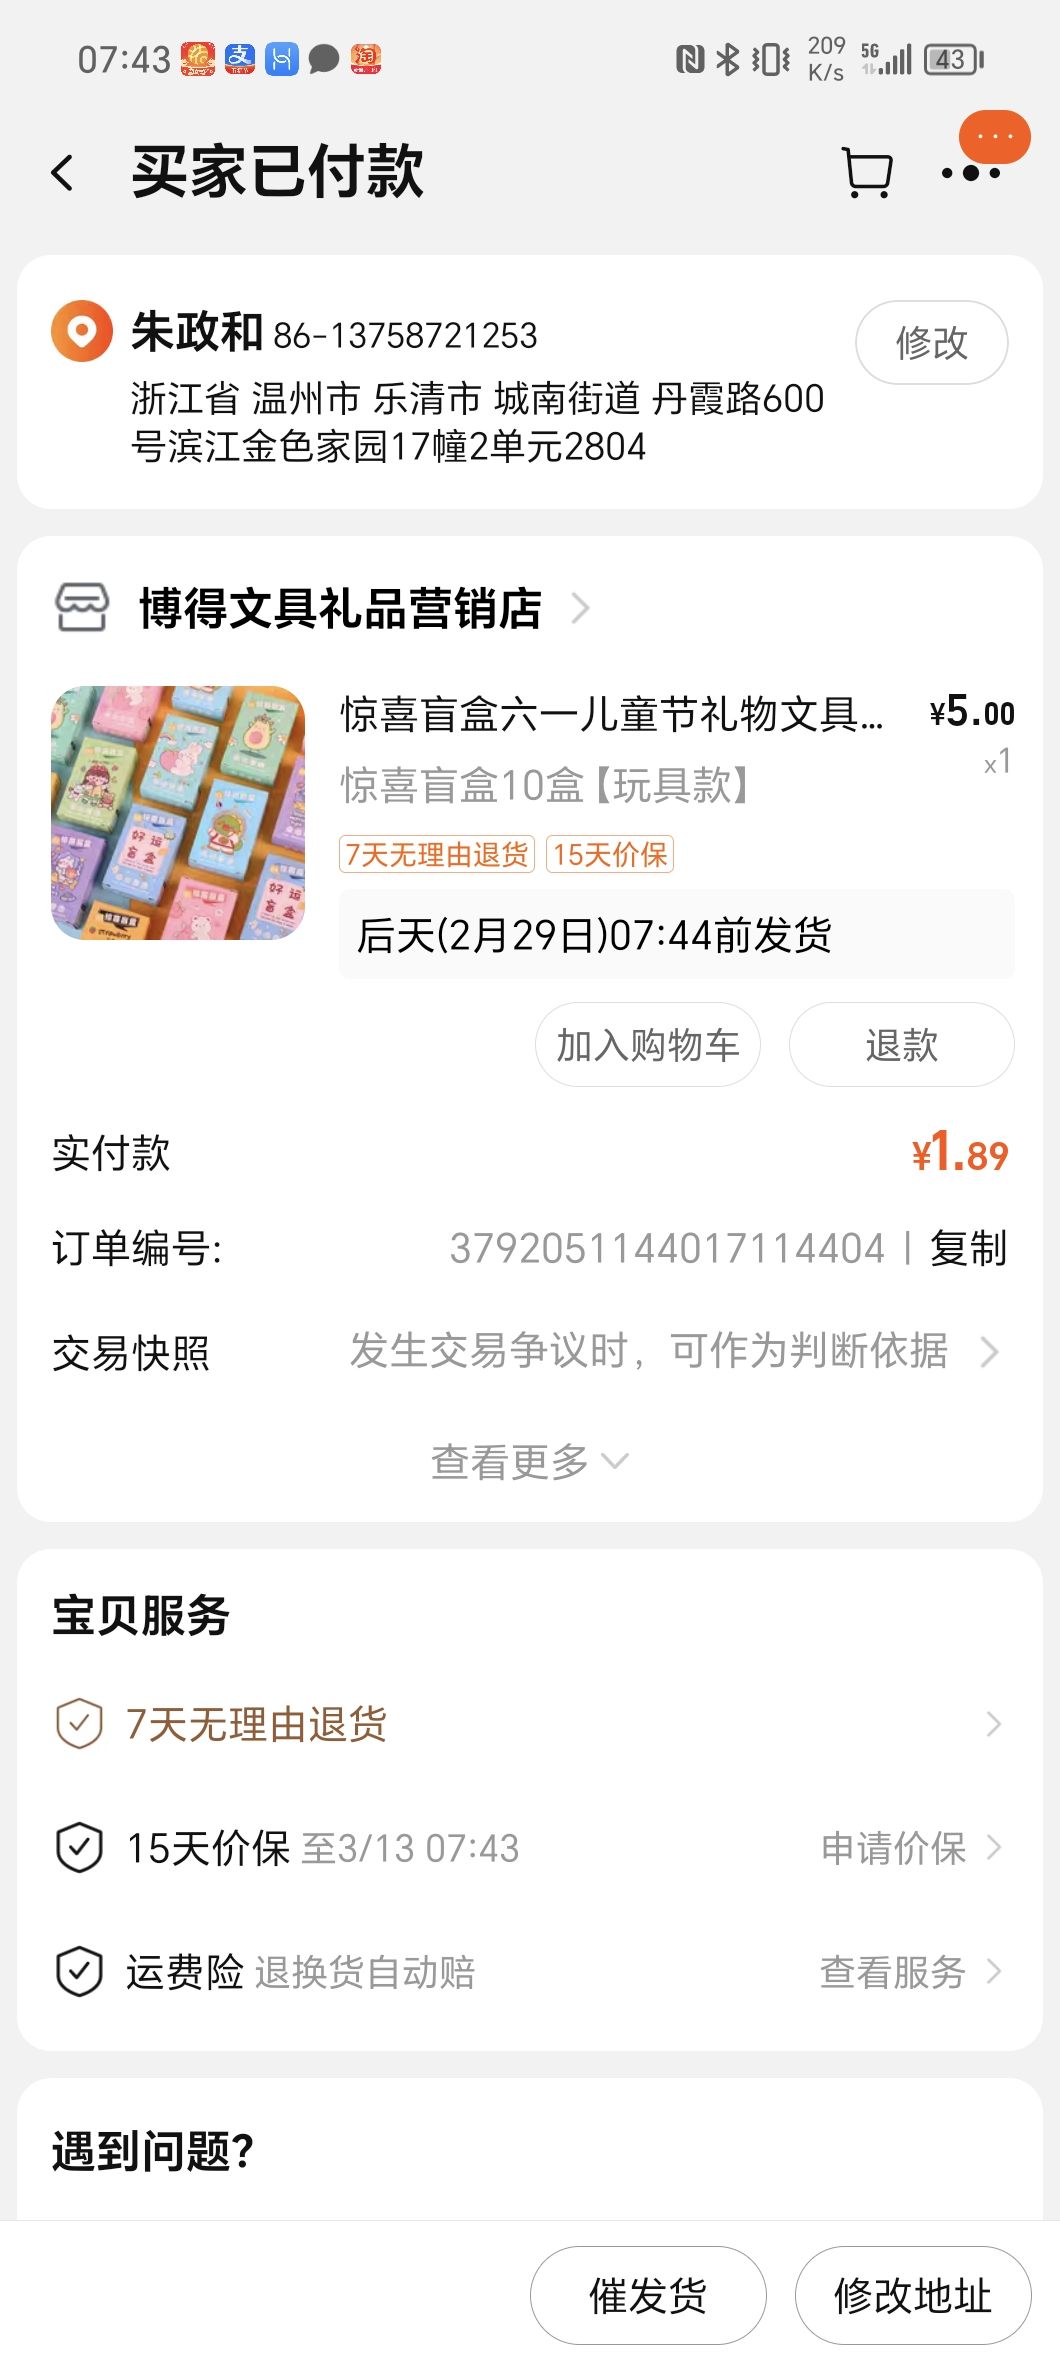 07:43
209
K/s
5G
43
买家已付款
朱政和 86-13758721253
修改
浙江省 温州市 乐清市 城南街道 丹霞路600
号滨江金色家园17幢2单元2804
博得文具礼品营销店
惊喜盲盒六一儿童节礼物文具... ¥5.00
惊喜盲盒10盒【玩具款】 x1
7天无理由退货 15天价保
好运
盲盒
好运
盲盒
后天(2月29日)07:44前发货
加入购物车 退款
实付款 ¥1.89
订单编号: 3792051144017114404 | 复制
交易快照 发生交易争议时，可作为判断依据
查看更多
宝贝服务
7天无理由退货
15天价保 至3/13 07:43 申请价保
运费险 退换货自动赔 查看服务
遇到问题?
催发货 修改地址